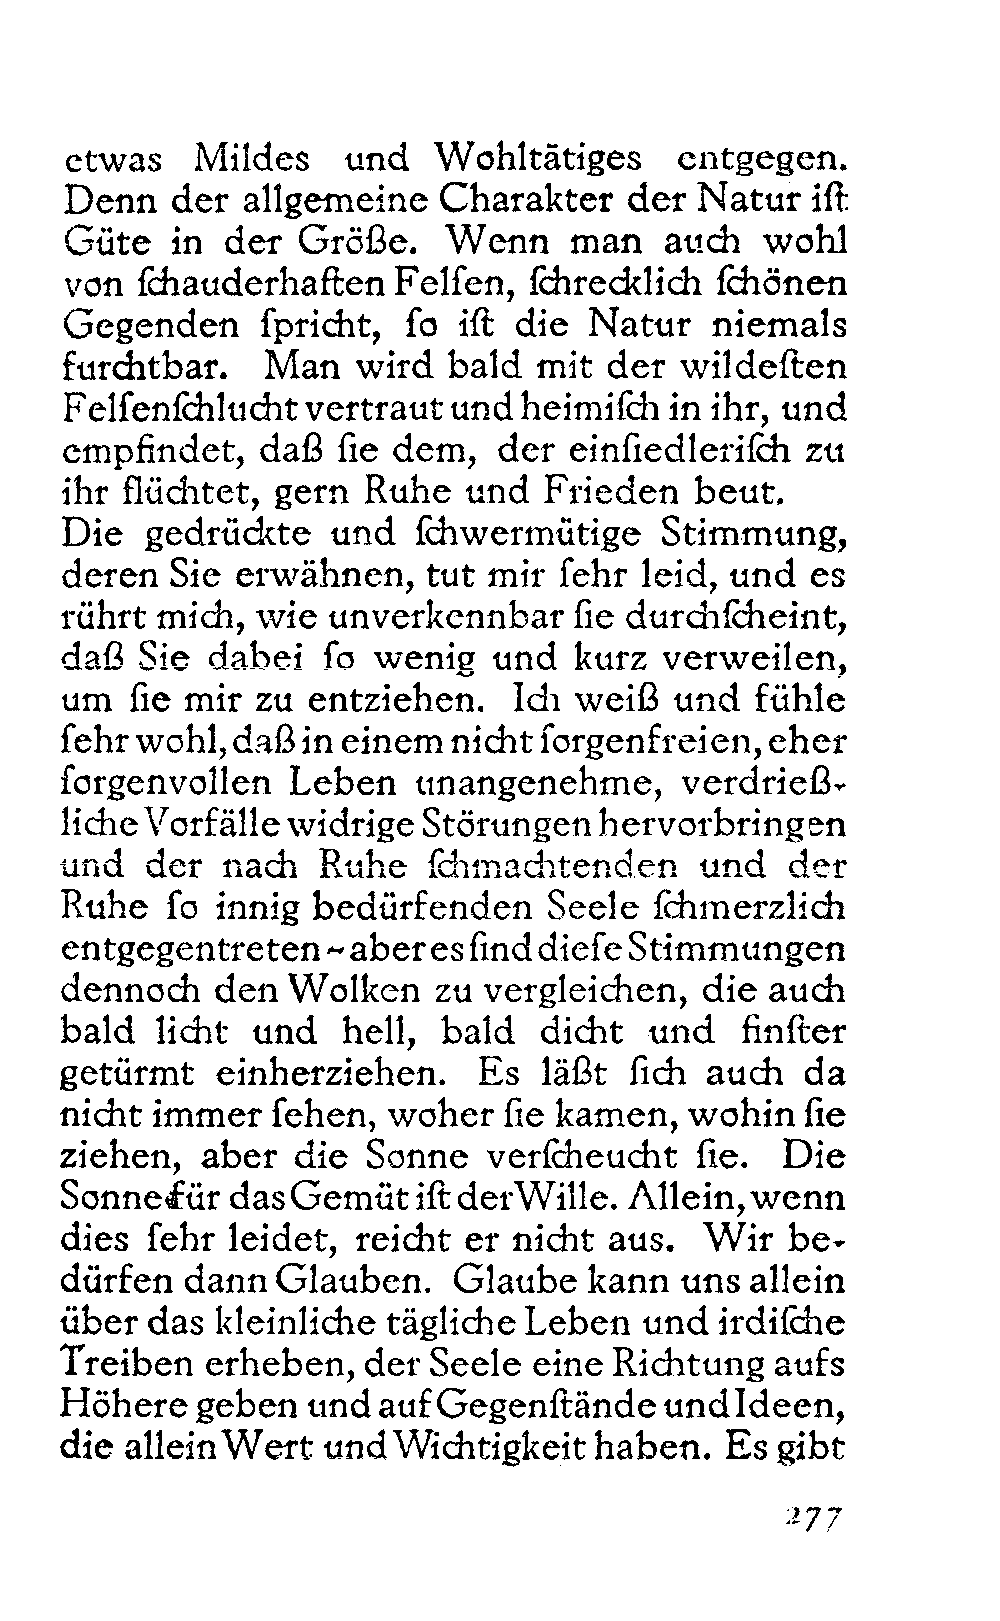 etwas Mildes und Wohltätiges entgegen.
Denn der allgemeine Charakter der Natur iſt
Güte in der Größe. Wenn man auch wohl
von ſchauderhaften Felſen, ſchrecklich ſchönen
Gegenden ſpricht, ſo iſt die Natur niemals
furchtbar. Man wird bald mit der wildeſten
Felſenſchlucht vertraut und heimiſch in ihr, und
empfindet, daß ſie dem, der einſiedleriſch zu
ihr flüchtet, gern Ruhe und Frieden beut.
Die gedrückte und ſchwermütige Stimmung,
deren Sie erwähnen, tut mir ſehr leid, und es
rührt mich, wie unverkennbar ſie durchſcheint,
daß Sie dabei ſo wenig und kurz verweilen,
um ſie mir zu entziehen. Ich weiß und fühle
ſehr wohl, daß in einem nicht ſorgenfreien, eher
ſorgenvollen Leben unangenehme, verdrieß-
liche Vorfälle widrige Störungen hervorbringen
und der nach Ruhe ſchmachtenden und der
Ruhe ſo innig bedürfenden Seele ſchmerzlich
entgegentreten ~ aber es ſind dieſe Stimmungen
dennoch den Wolken zu vergleichen, die auch
bald licht und hell, bald dicht und finſter
getürmt einherziehen. Es läßt ſich auch da
nicht immer ſehen, woher ſie kamen, wohin ſie
ziehen, aber die Sonne verſcheucht ſie. Die
Sonne für das Gemüt iſt der Wille. Allein, wenn
dies ſehr leidet, reicht er nicht aus. Wir be-
dürfen dann Glauben. Glaube kann uns allein
über das kleinliche tägliche Leben und irdiſche
Treiben erheben, der Seele eine Richtung aufs
Höhere geben und auf Gegenſtände und Ideen,
die allein Wert und Wichtigkeit haben. Es gibt
277